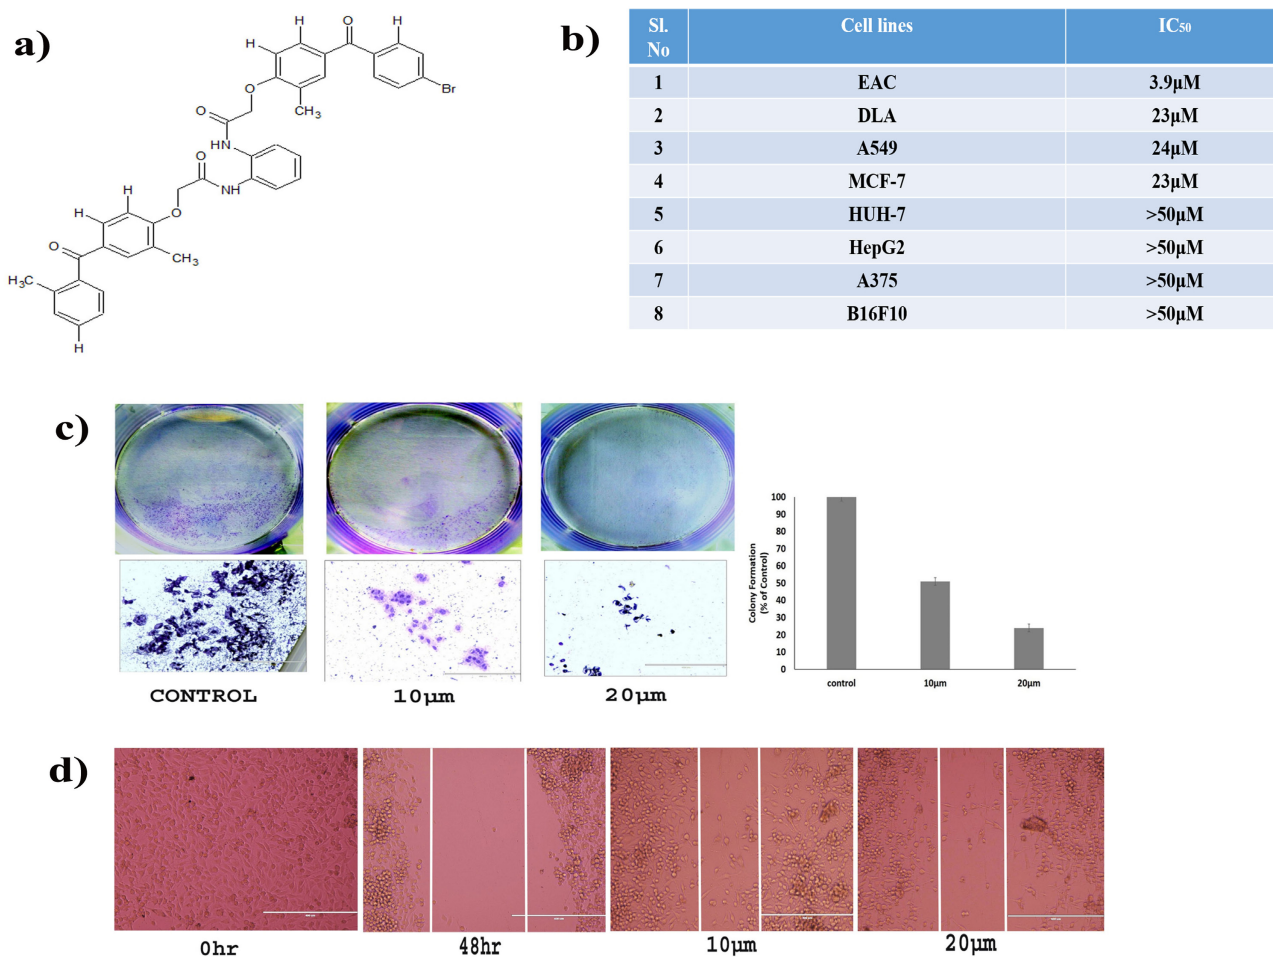 a)
H
O
H
H
Br
O
CH3
O
HN
O
NH
H
H
O
O
CH3
H3C
H
b)
Sl. No Cell lines IC50
1 EAC 3.9μM
2 DLA 23μM
3 A549 24μM
4 MCF-7 23μM
5 HUH-7 >50μM
6 HepG2 >50μM
7 A375 >50μM
8 B16F10 >50μM
c)
CONTROL 10μm 20μm
Colony Formation
(% of Control)
100
90
80
70
60
50
40
30
20
10
0
control 10μm 20μm
d)
0hr 48hr 10μm 20μm